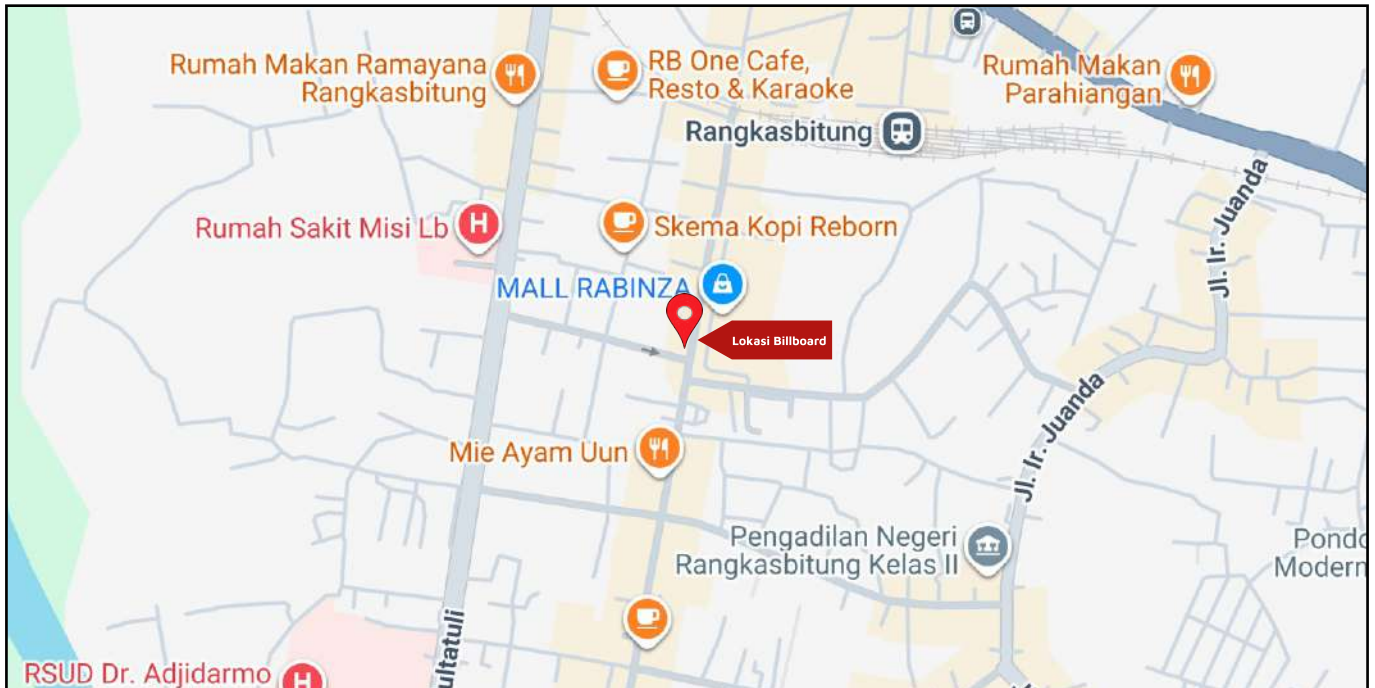 Rumah Makan Ramayana
Rangkasbitung
RB One Cafe,
Resto & Karaoke
Rumah Makan
Parahiangan
Rangkasbitung
Jl. Ir. Juanda
Rumah Sakit Misi Lb
H
Skema Kopi Reborn
MALL RABINZA
Lokasi Billboard
Jl. Ir. Juanda
Mie Ayam Uun
Pengadilan Negeri
Rangkasbitung Kelas II
Pondo
Modern
ultatuli
RSUD Dr. Adjidarmo
H